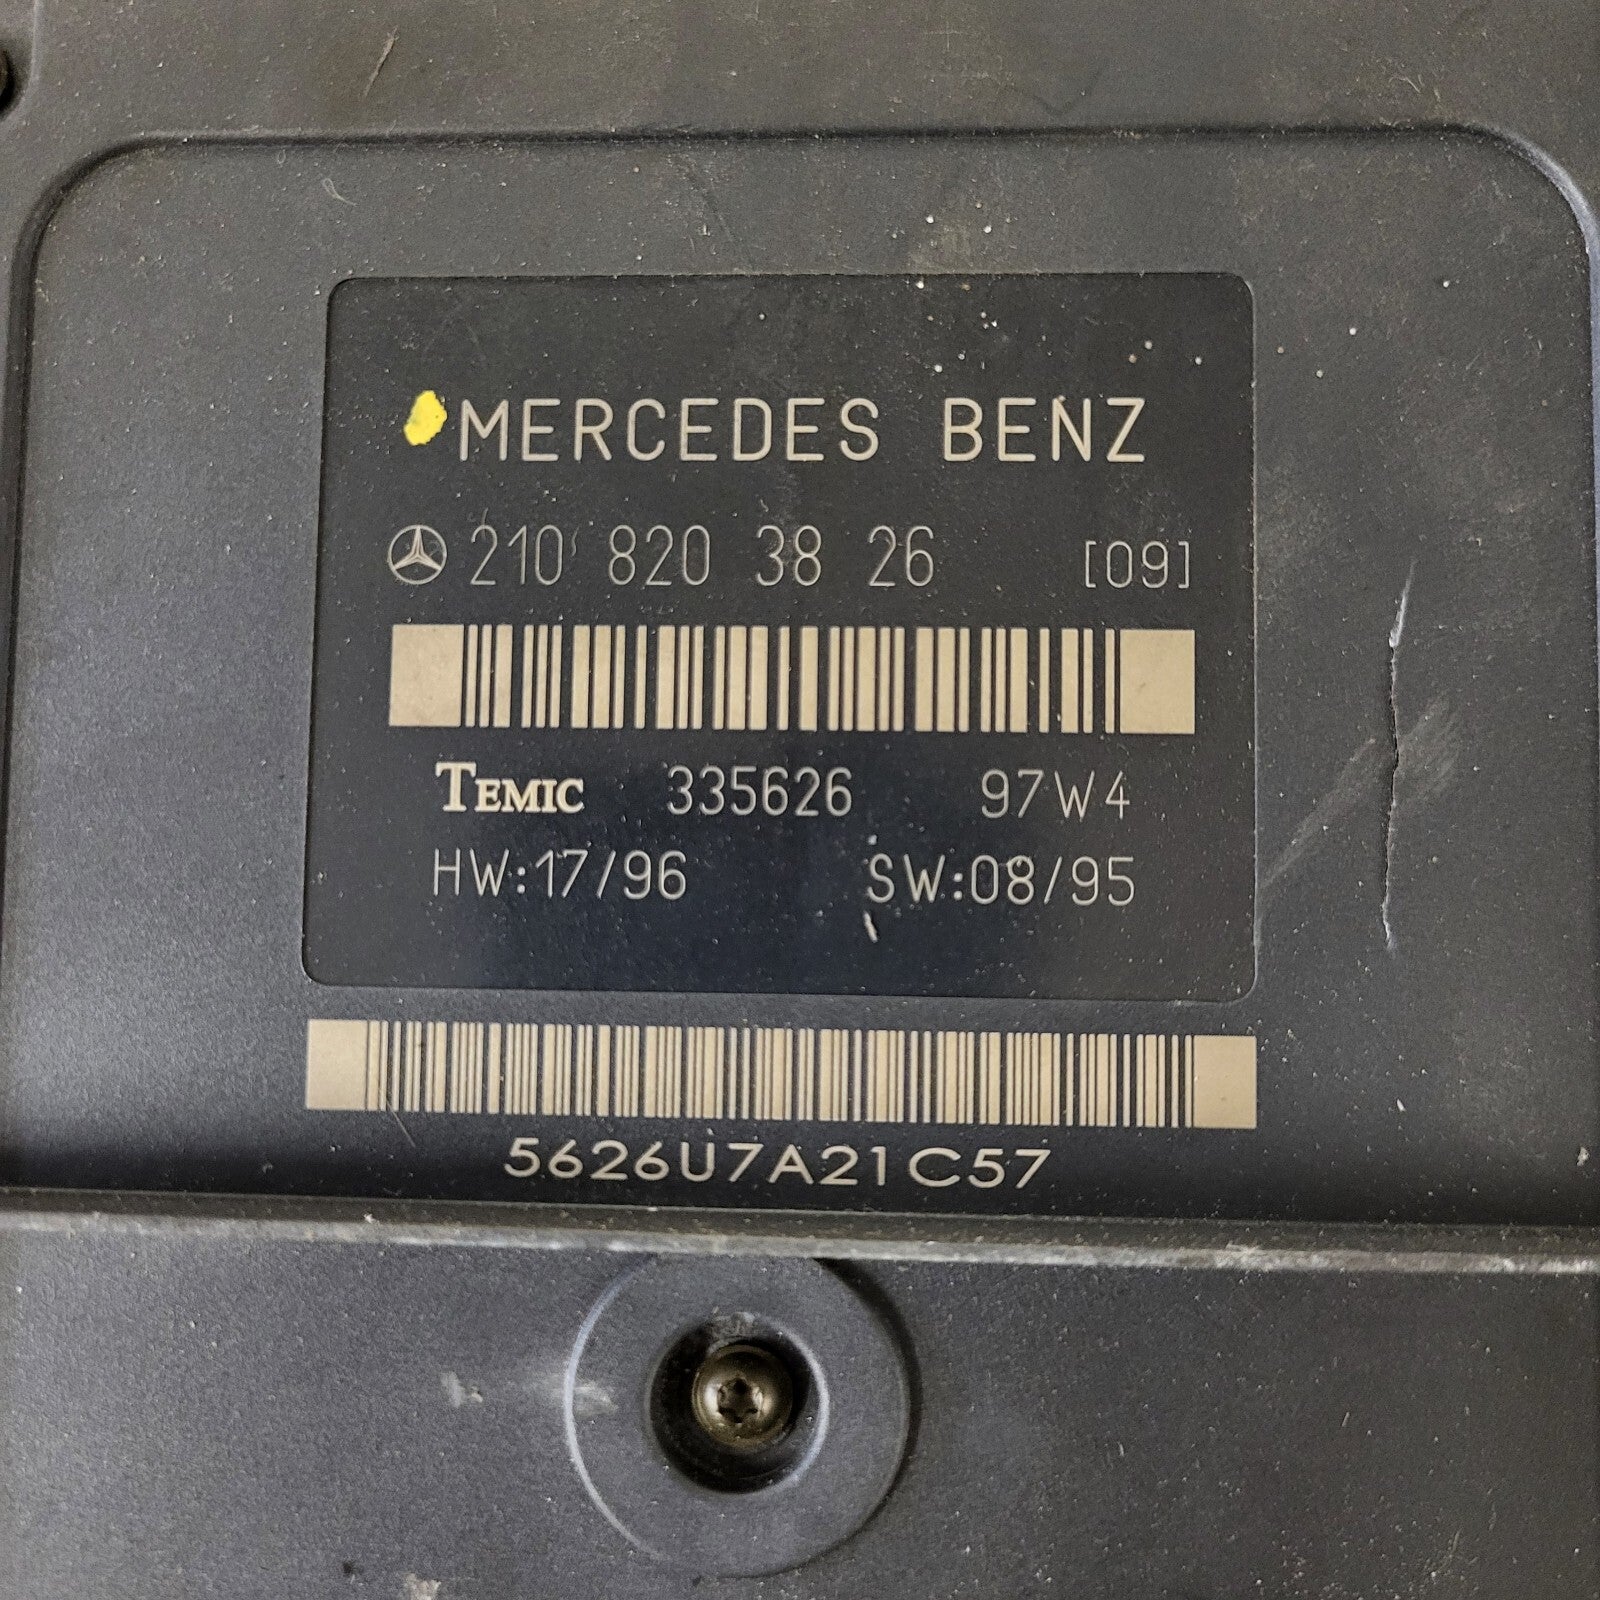 MERCEDES BENZ
210 820 38 26 [09]
TEMIC 335626 97W4
HW:17/96 SW:08/95
5626U7A21C57